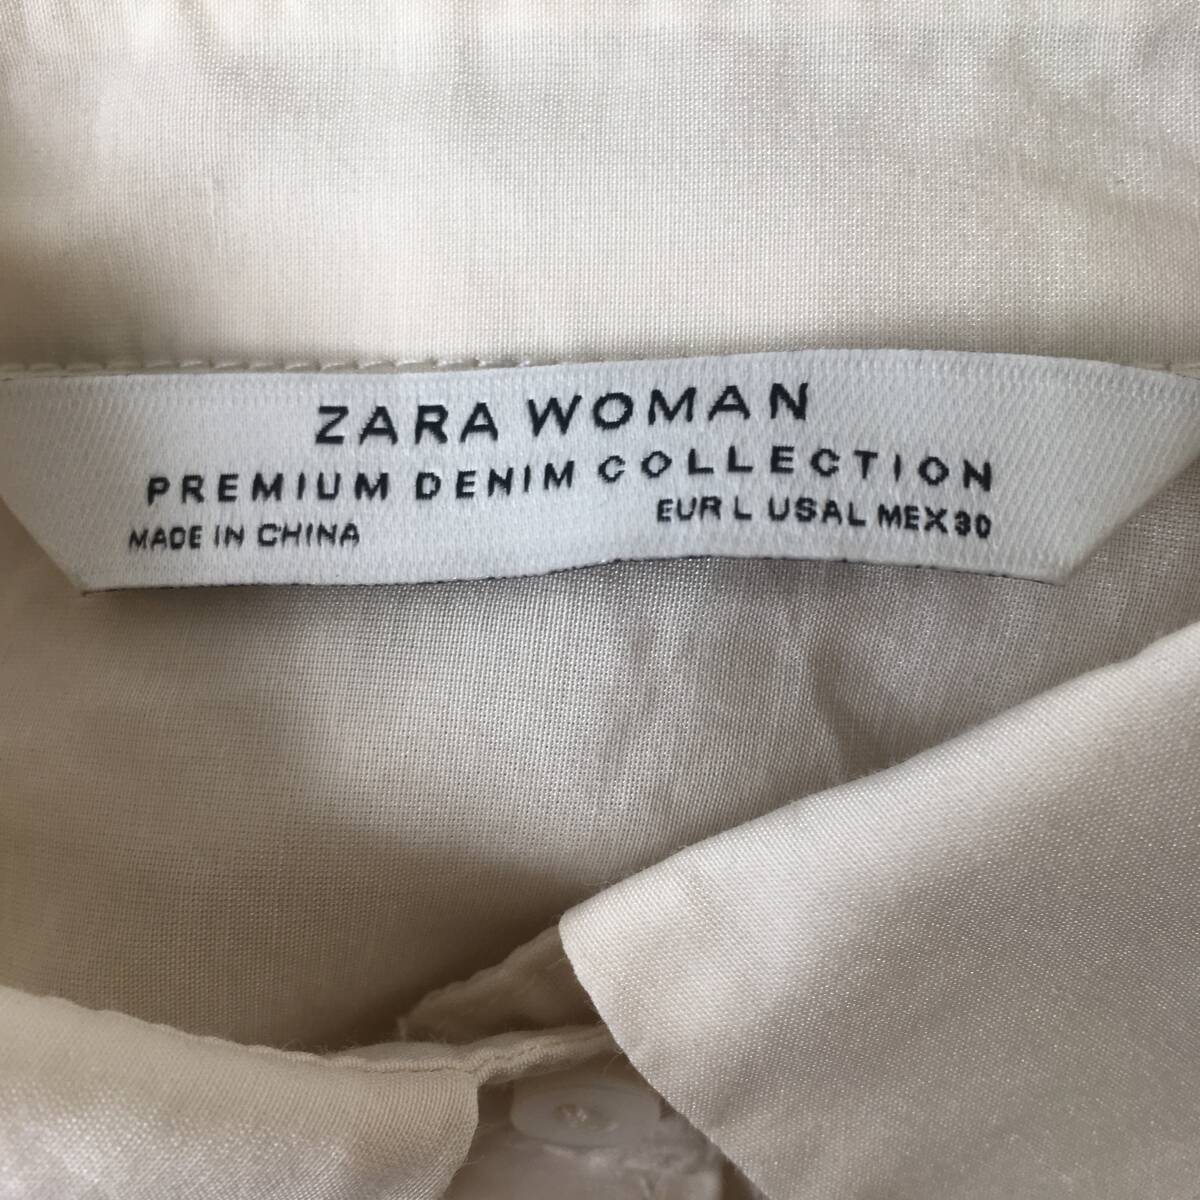 ZARA WOMAN
PREMIUM DENIM COLLECTION
MADE IN CHINA
EUR L USA L MEX 30